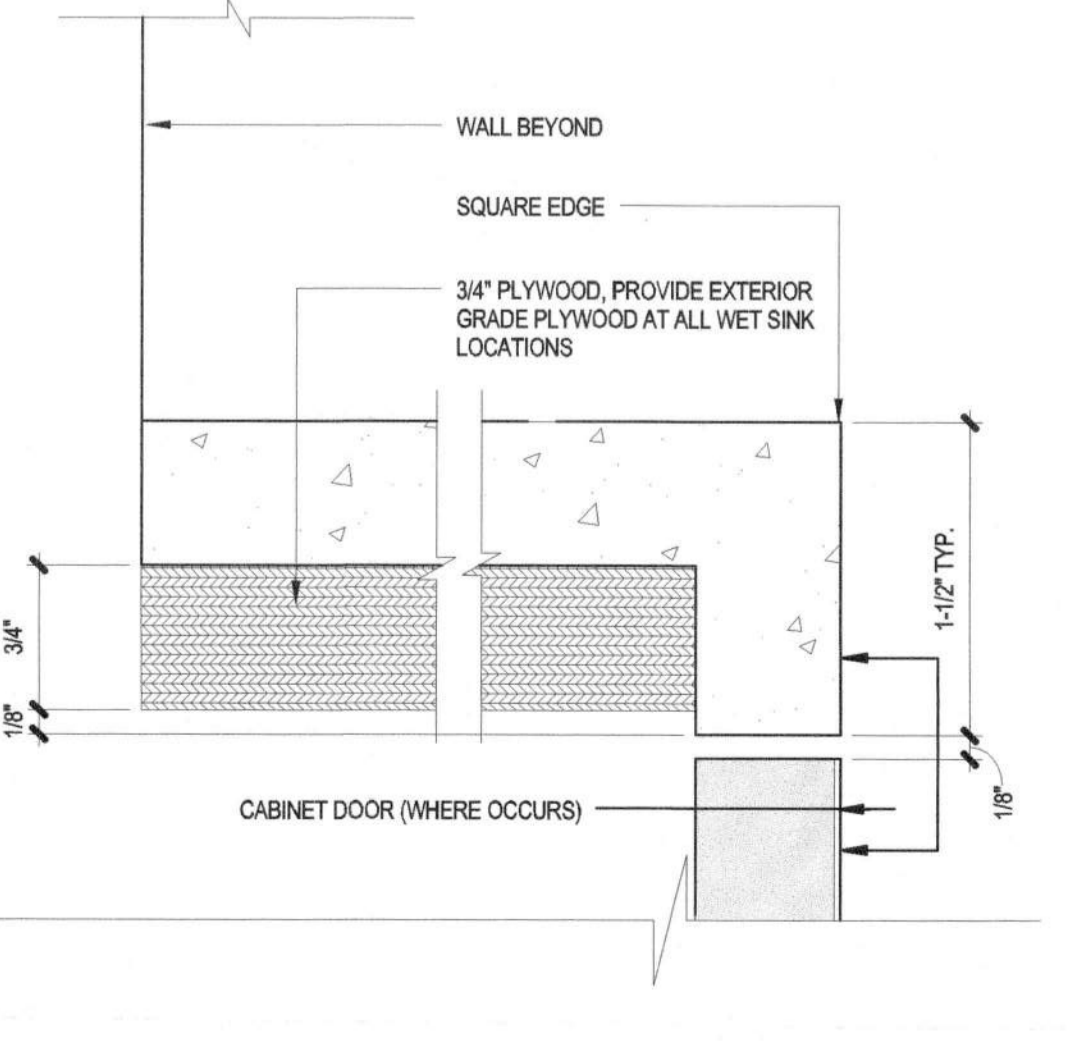 WALL BEYOND
SQUARE EDGE
3/4" PLYWOOD, PROVIDE EXTERIOR
GRADE PLYWOOD AT ALL WET SINK
LOCATIONS
3/4"
1/8"
1-1/2" TYP.
1/8"
CABINET DOOR (WHERE OCCURS)